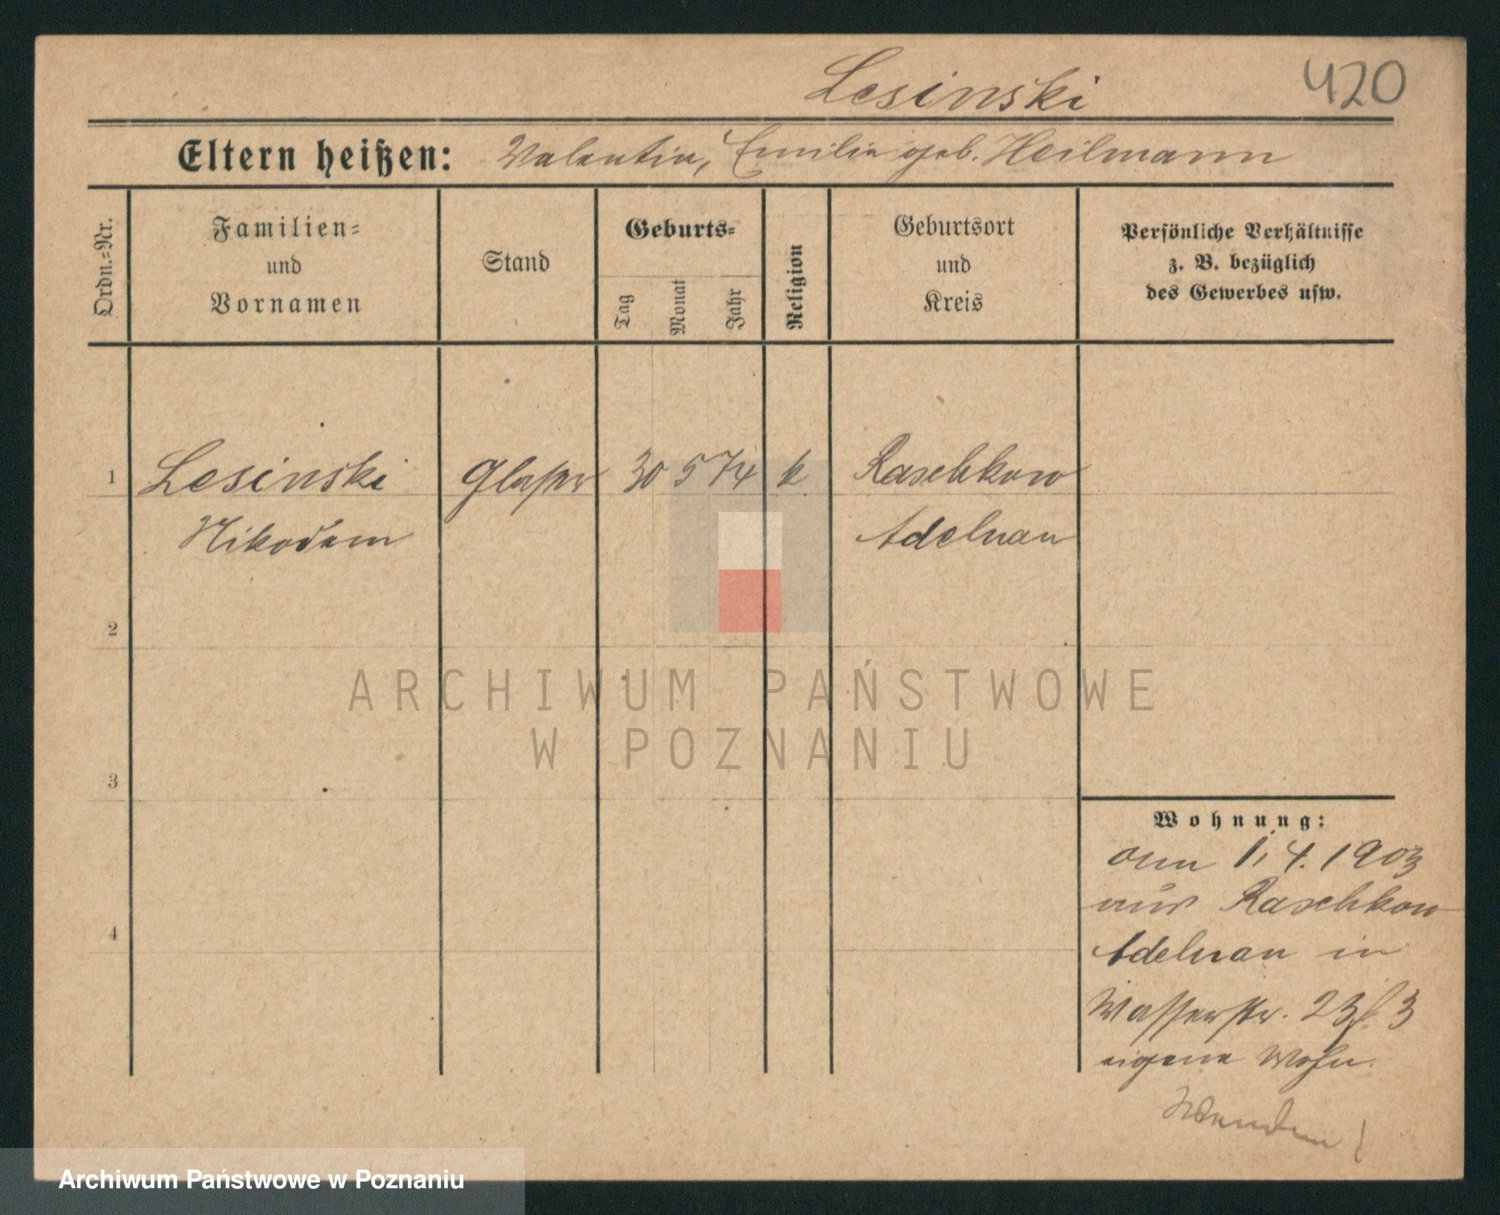 Lesinski
420
Eltern heißen: Valentin, Emilie geb. Heilmann
Ordn.-Nr.
Familien- und Vornamen
Stand
Geburts-
Tag Monat Jahr
Religion
Geburtsort und Kreis
Persönliche Verhältnisse
z. B. bezüglich
des Gewerbes usw.
1 Lesinski Glaser 30 5 74 k Raschkow
Nikodem Adelnau
2
3
4
Wohnung:
am 1.4.1903
aus Raschkow
Adelnau in
Wasserstr. 23 3
eigene Wohn.
Wenden!
ARCHIWUM PAŃSTWOWE
W POZNANIU
Archiwum Państwowe w Poznaniu